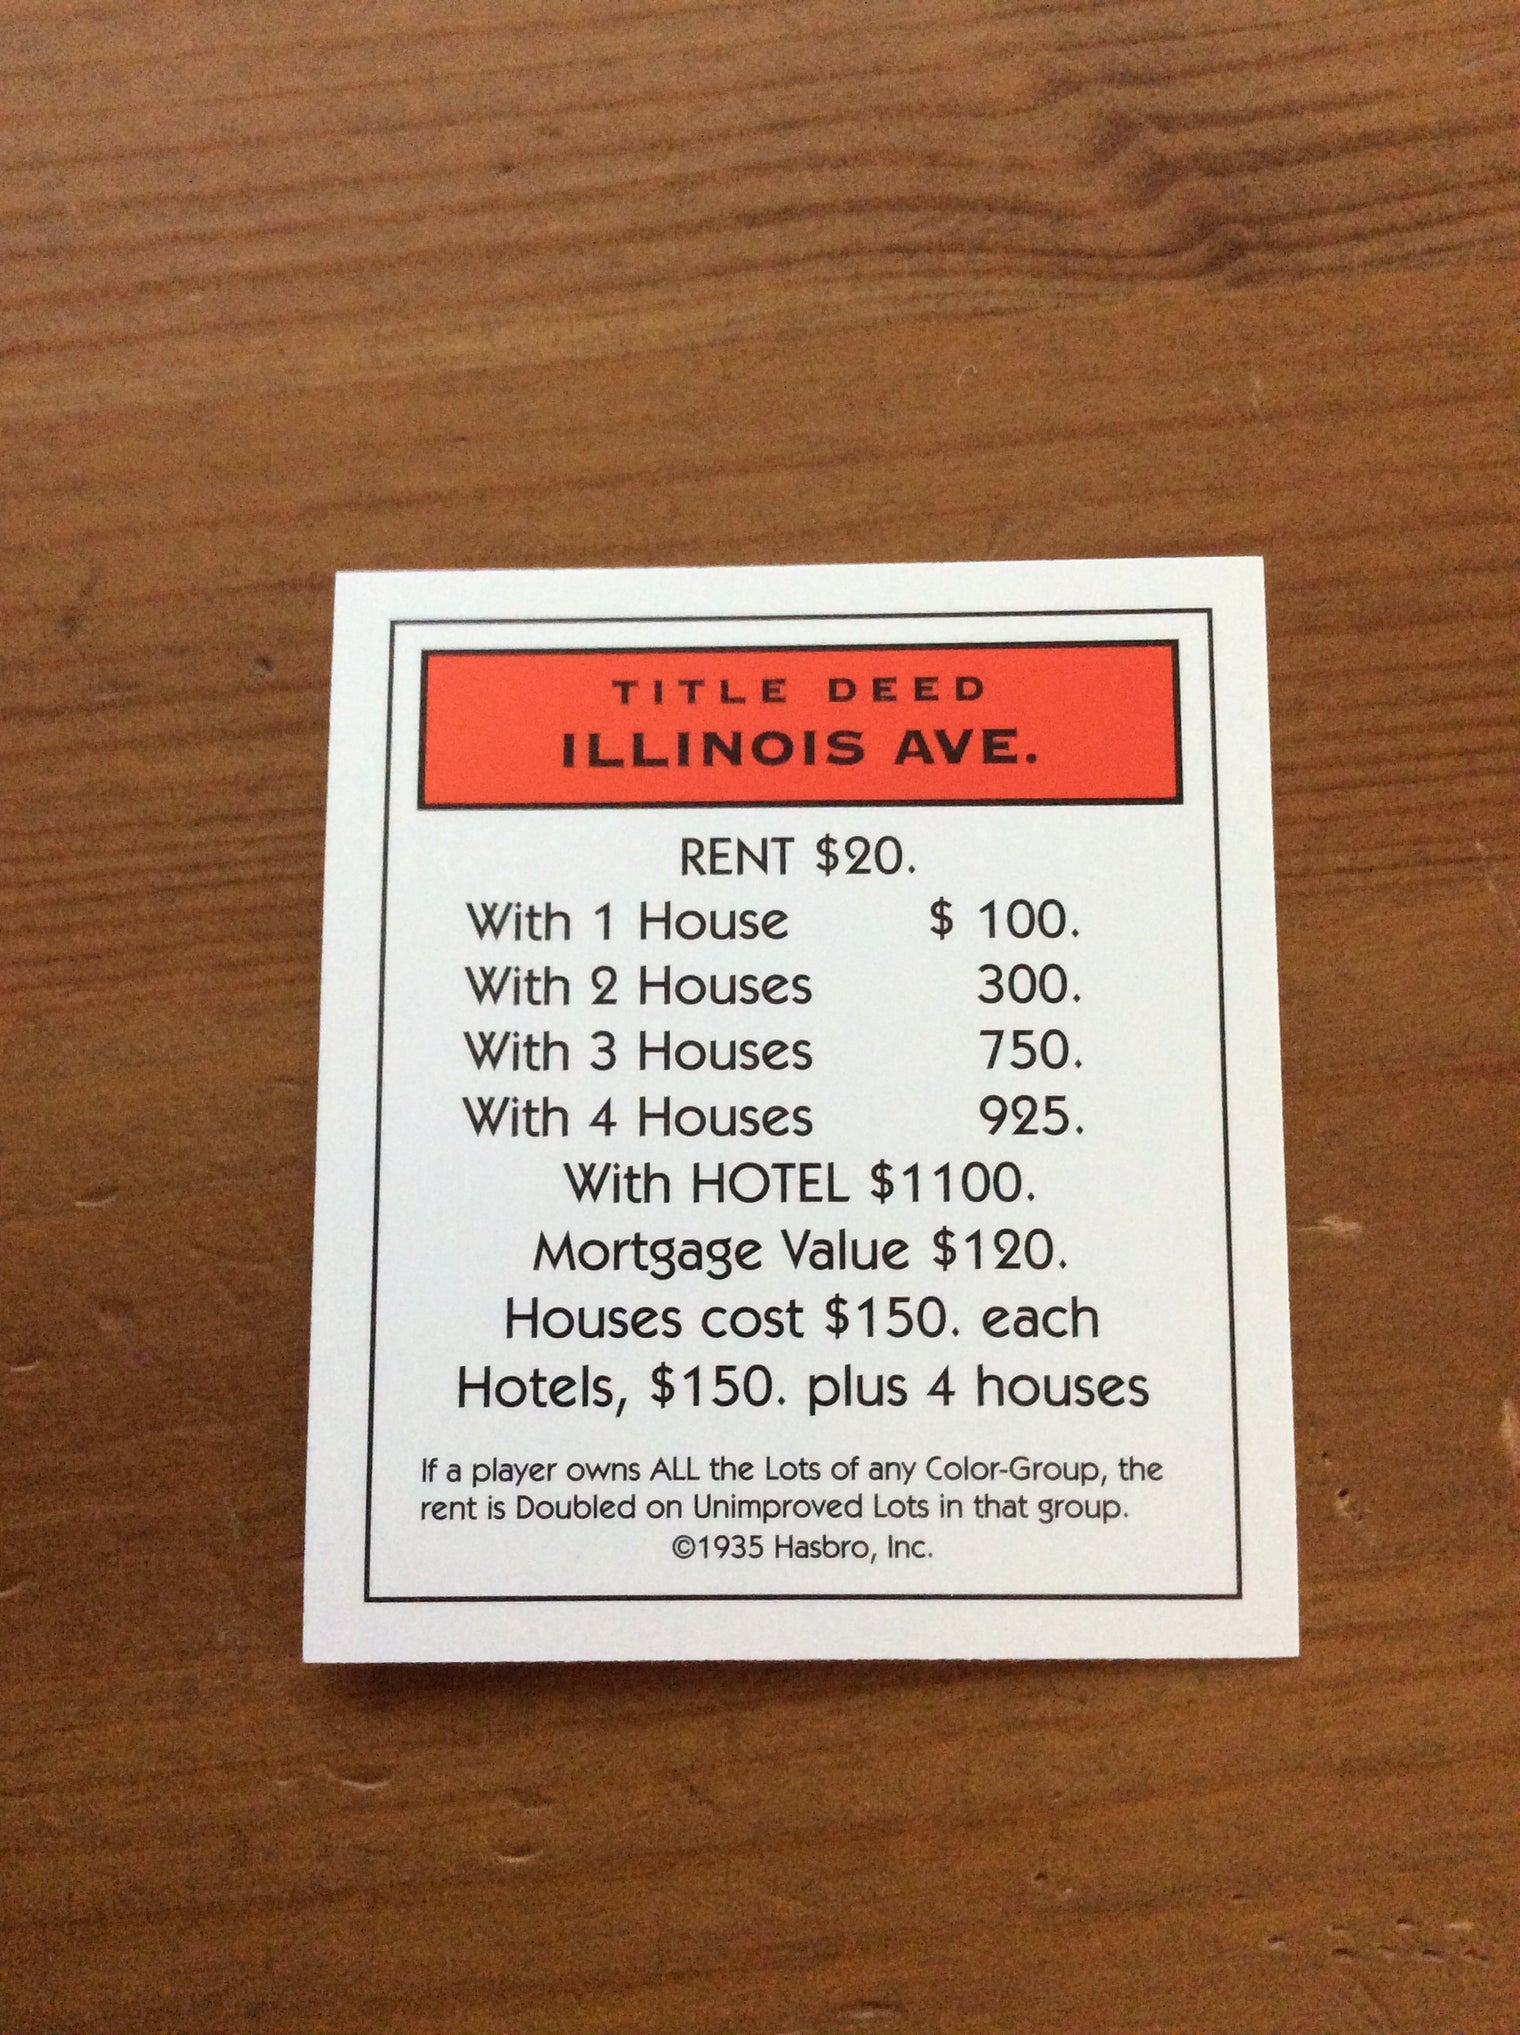 TITLE DEED
ILLINOIS AVE.
RENT $20.
With 1 House $ 100.
With 2 Houses 300.
With 3 Houses 750.
With 4 Houses 925.
With HOTEL $1100.
Mortgage Value $120.
Houses cost $150. each
Hotels, $150. plus 4 houses
If a player owns ALL the Lots of any Color-Group, the
rent is Doubled on Unimproved Lots in that group.
©1935 Hasbro, Inc.